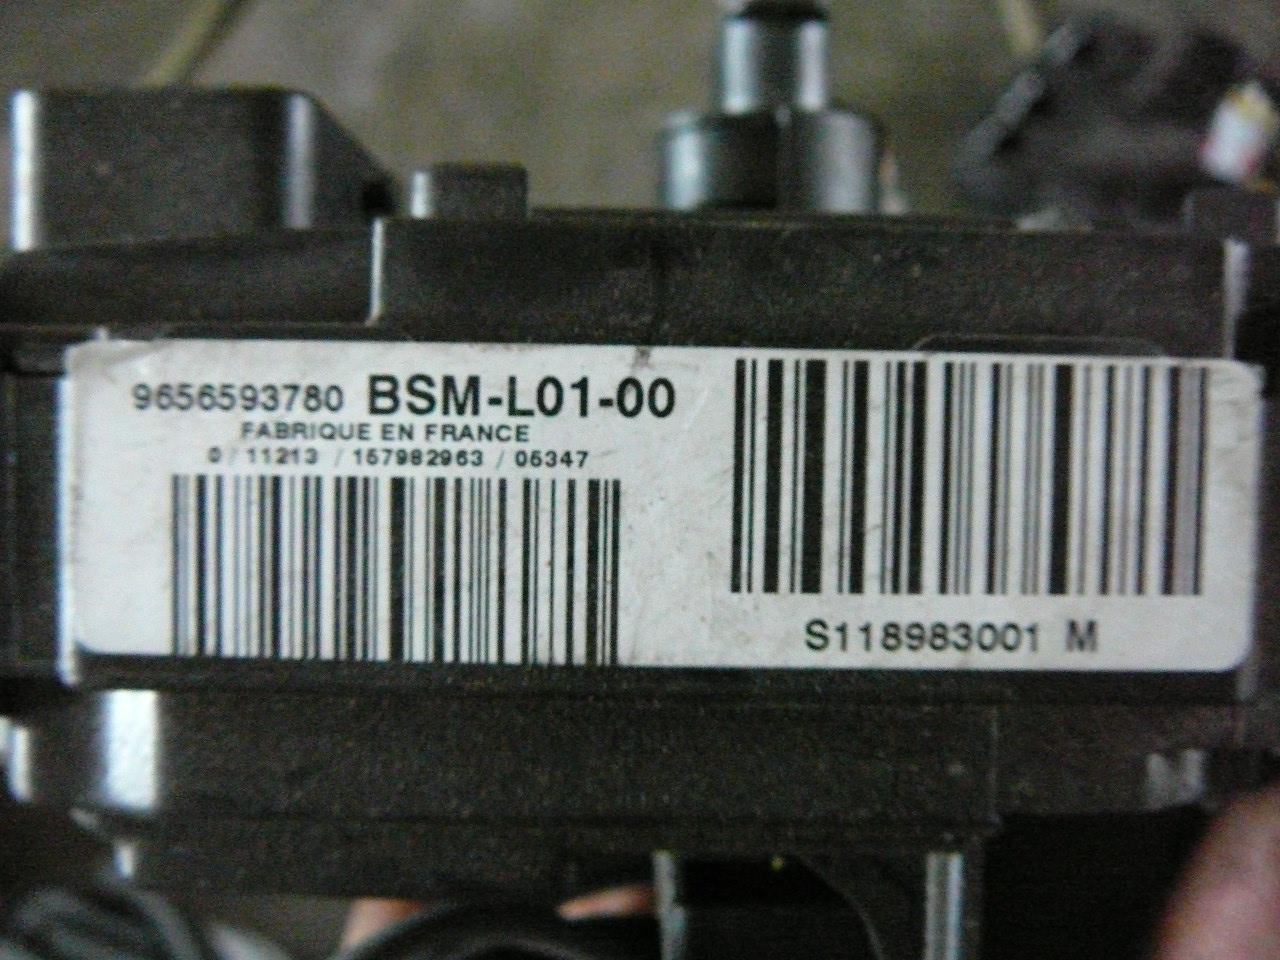 9656593780 BSM-L01-00
FABRIQUE EN FRANCE
0 / 11213 / 157982963 / 05347
S118983001 M